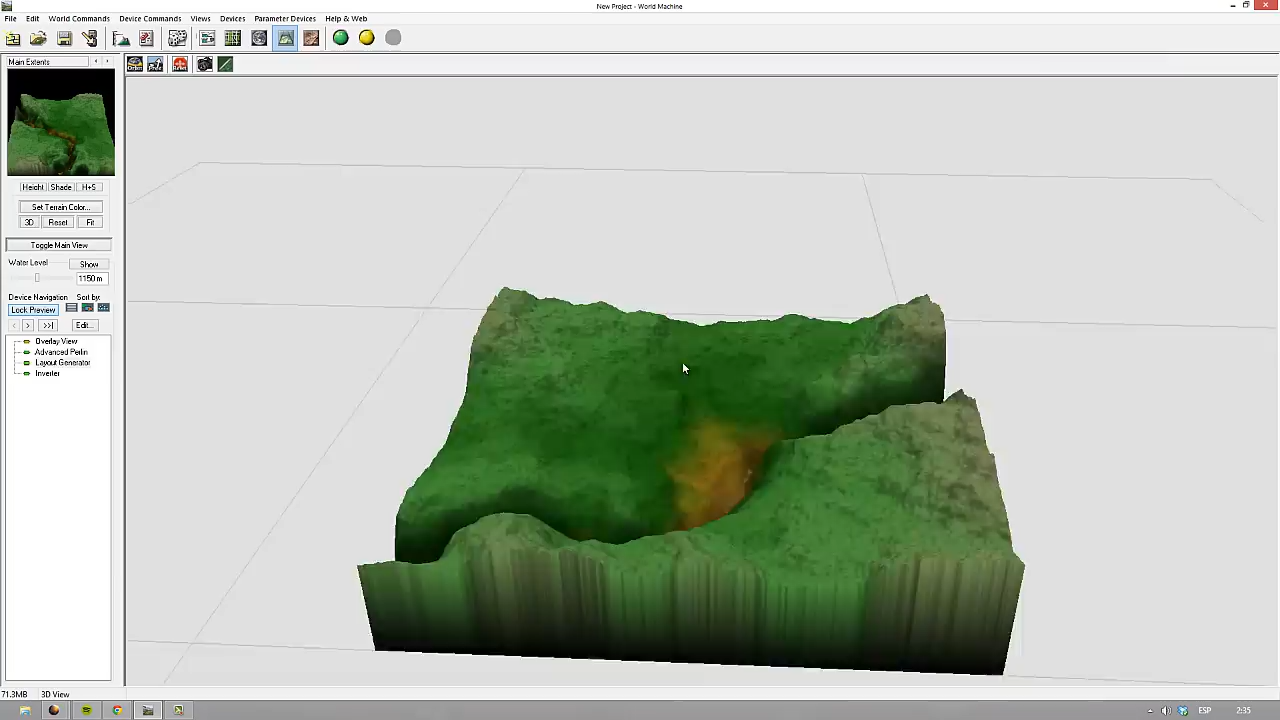 New Project - World Machine
File Edit World Commands Device Commands Views Devices Parameter Devices Help & Web
Main Extents
Height Shade H+S
Set Terrain Color...
3D Reset Fit
Toggle Main View
Water Level Show
1150 m
Device Navigation Sort by:
Lock Preview
< > >>| Edit...
Overlay View
Advanced Perlin
Layout Generator
Inverter
71.3MB 3D View
ESP 2:35